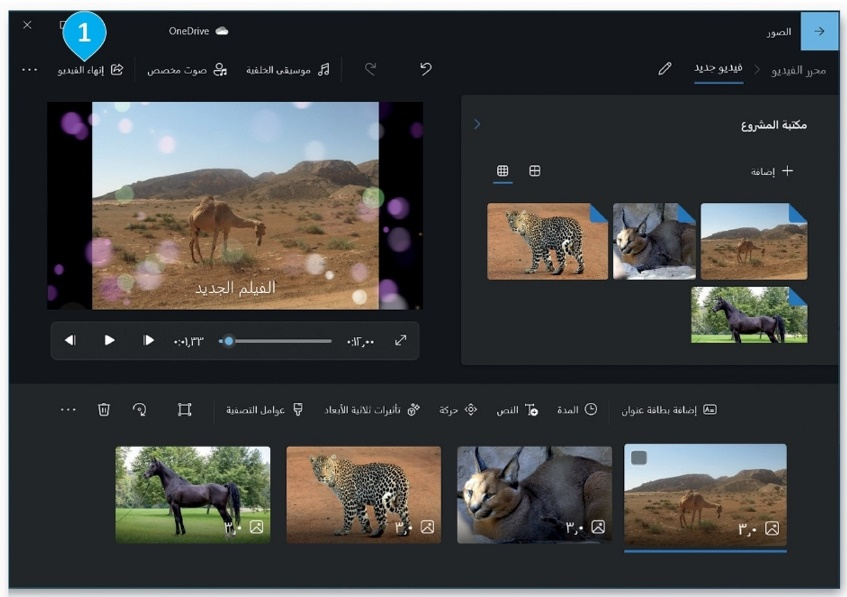 1
الصور
OneDrive
محرر الفيديو > فيديو جديد
موسيقى الخلفية
صوت مخصص
إنهاء الفيديو
...
مكتبة المشروع
+ إضافة
الفيلم الجديد
٠:٠١,٣٣
٠:١٢,٠٠
إضافة بطاقة عنوان
المدة
النص
حركة
تأثيرات ثلاثية الأبعاد
عوامل التصفية
...
٣,٠
٣,٠
٣,٠
٣,٠